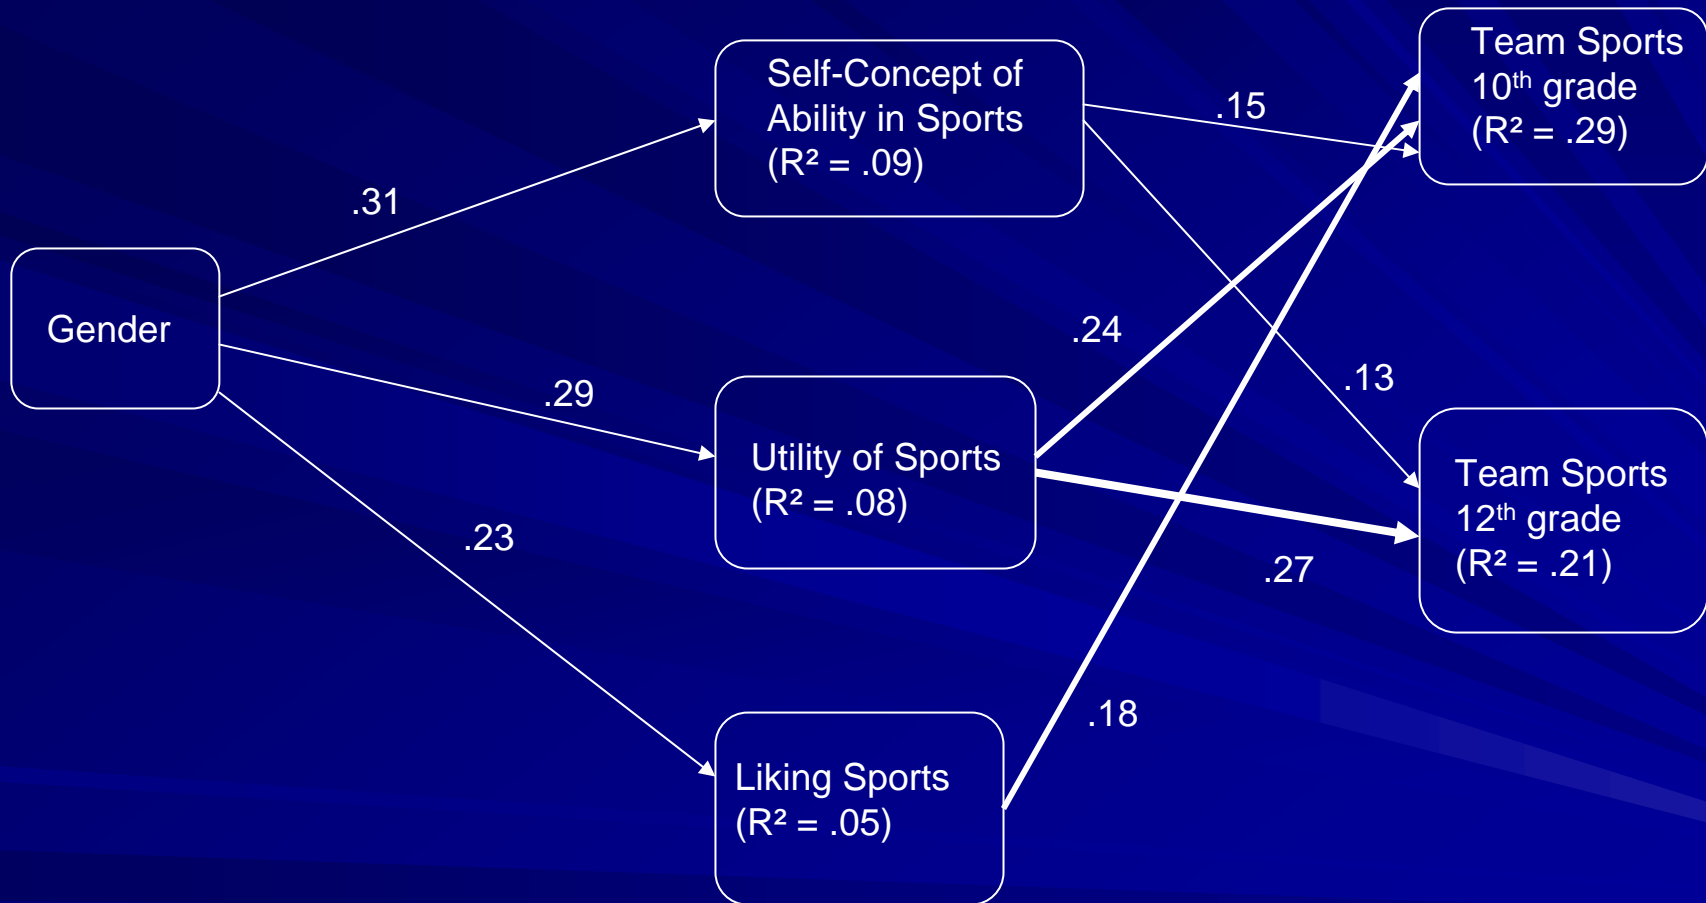 Gender
.31
.29
.23
Self-Concept of
Ability in Sports
(R² = .09)
Utility of Sports
(R² = .08)
Liking Sports
(R² = .05)
.15
.24
.13
.27
.18
Team Sports
10th grade
(R² = .29)
Team Sports
12th grade
(R² = .21)